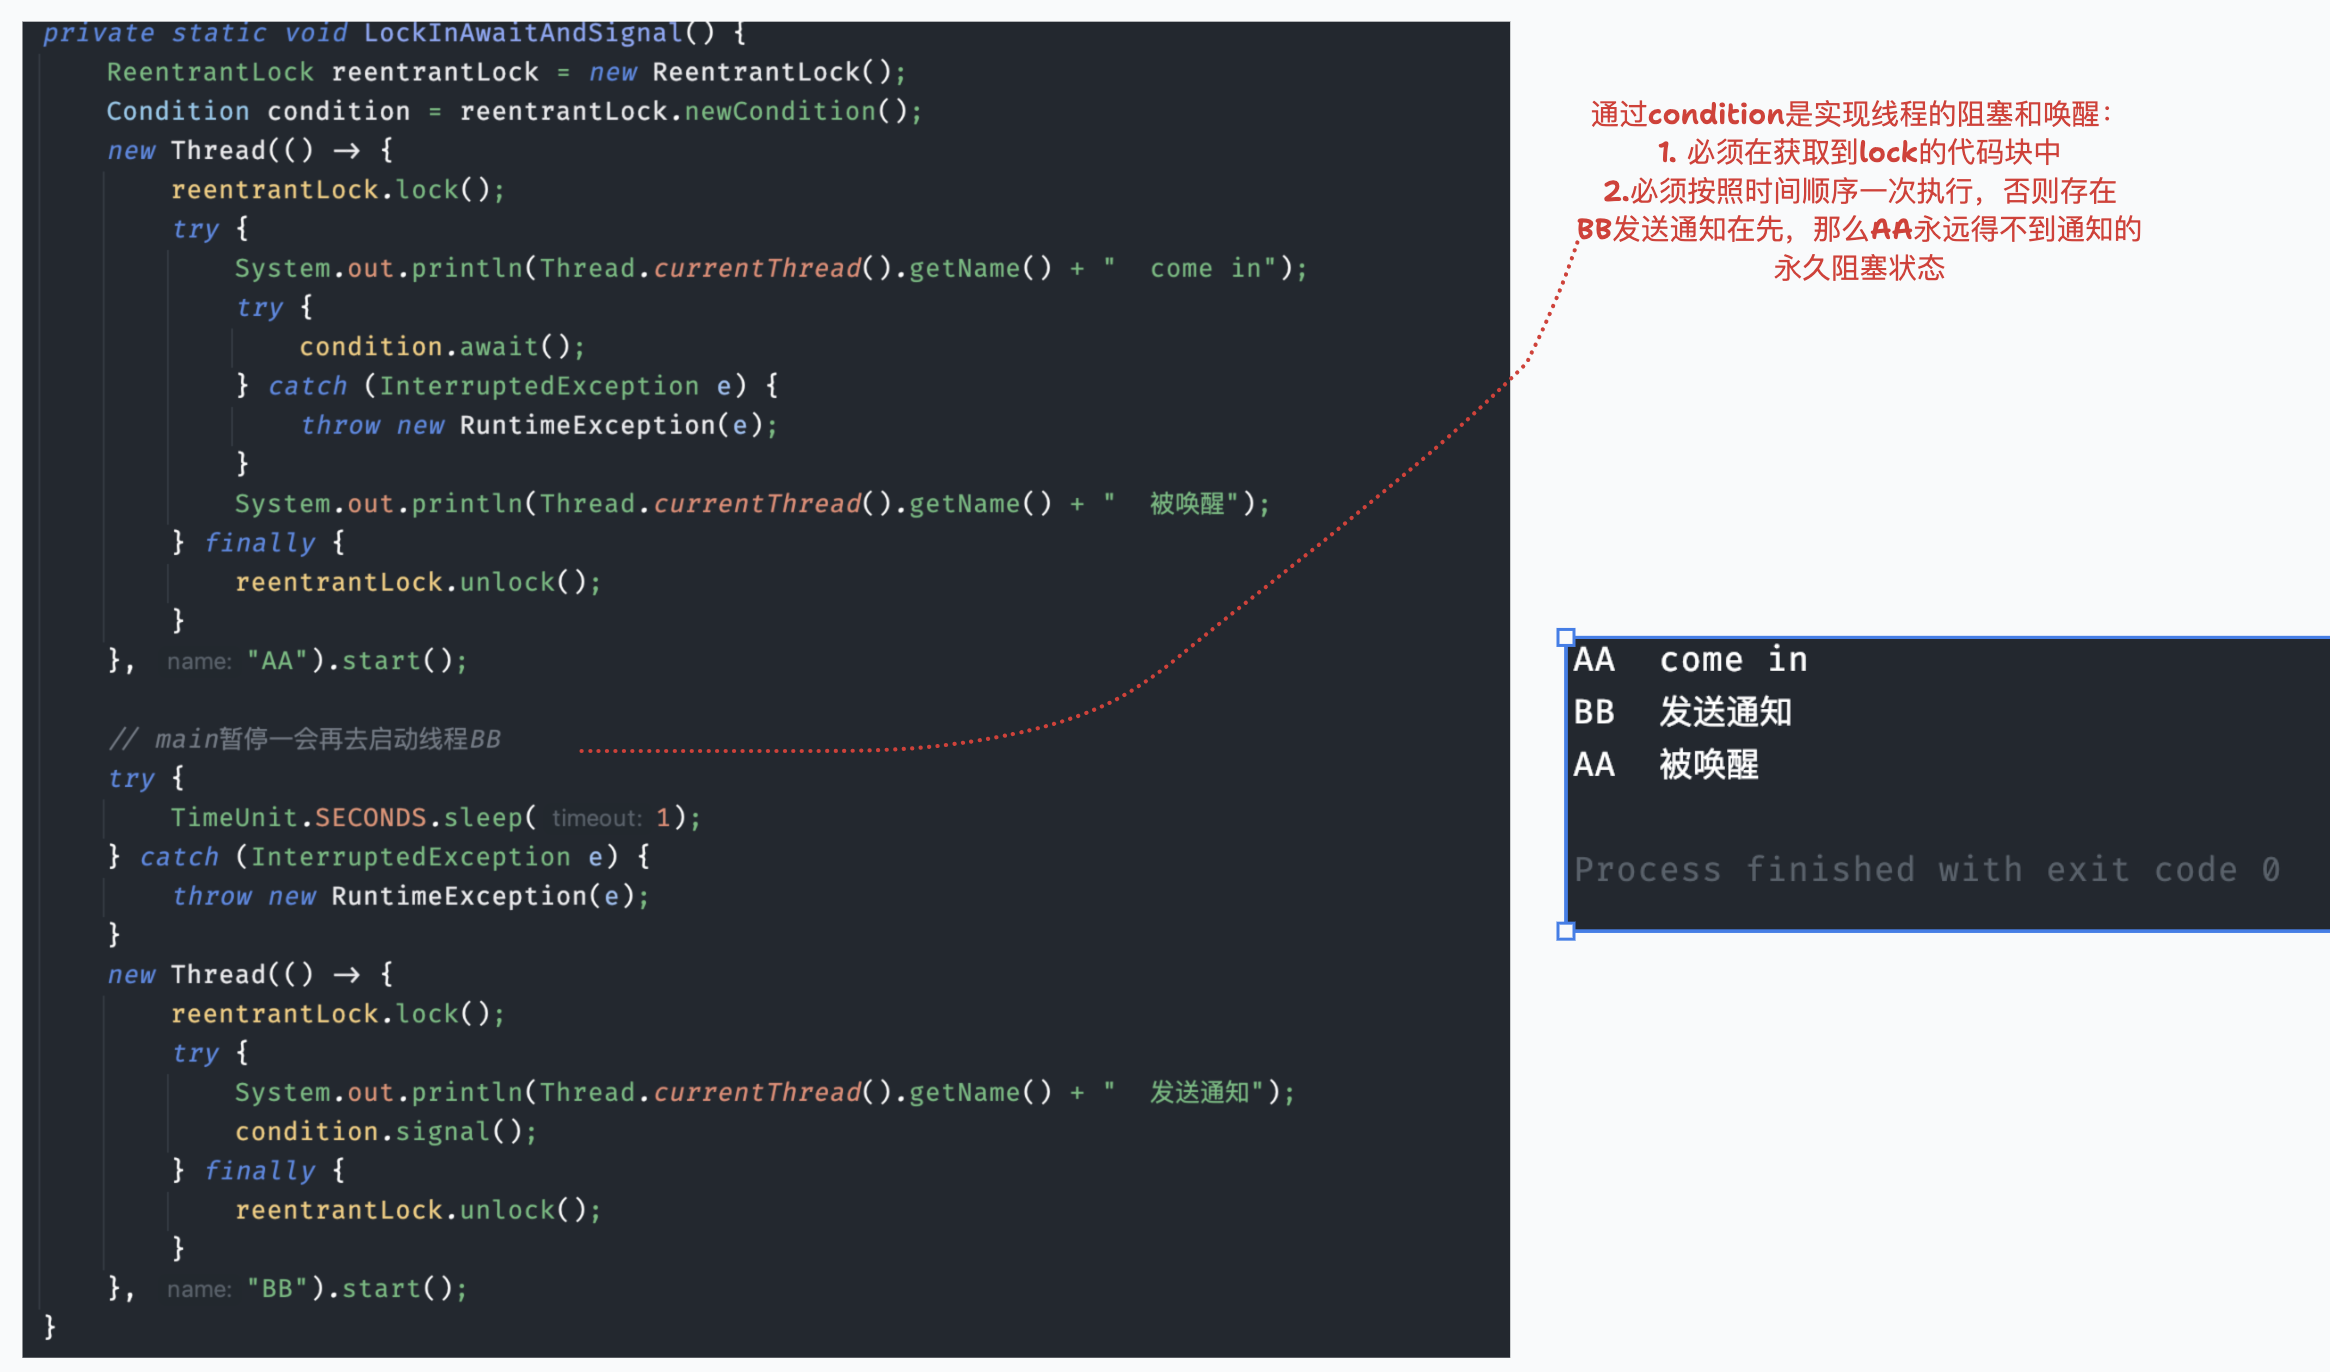 private static void LockInAwaitAndSignal() {
ReentrantLock reentrantLock = new ReentrantLock();
Condition condition = reentrantLock.newCondition();
new Thread(() → {
reentrantLock.lock();
try {
System.out.println(Thread.currentThread().getName() + "  come in");
try {
condition.await();
} catch (InterruptedException e) {
throw new RuntimeException(e);
}
System.out.println(Thread.currentThread().getName() + "  被唤醒");
} finally {
reentrantLock.unlock();
}
}, name: "AA").start();
// main暂停一会再去启动线程BB
try {
TimeUnit.SECONDS.sleep( timeout: 1);
} catch (InterruptedException e) {
throw new RuntimeException(e);
}
new Thread(() → {
reentrantLock.lock();
try {
System.out.println(Thread.currentThread().getName() + "  发送通知");
condition.signal();
} finally {
reentrantLock.unlock();
}
}, name: "BB").start();
}
通过condition是实现线程的阻塞和唤醒：
1. 必须在获取到lock的代码块中
2.必须按照时间顺序一次执行，否则存在
BB发送通知在先，那么AA永远得不到通知的
永久阻塞状态
AA  come in
BB  发送通知
AA  被唤醒
Process finished with exit code 0